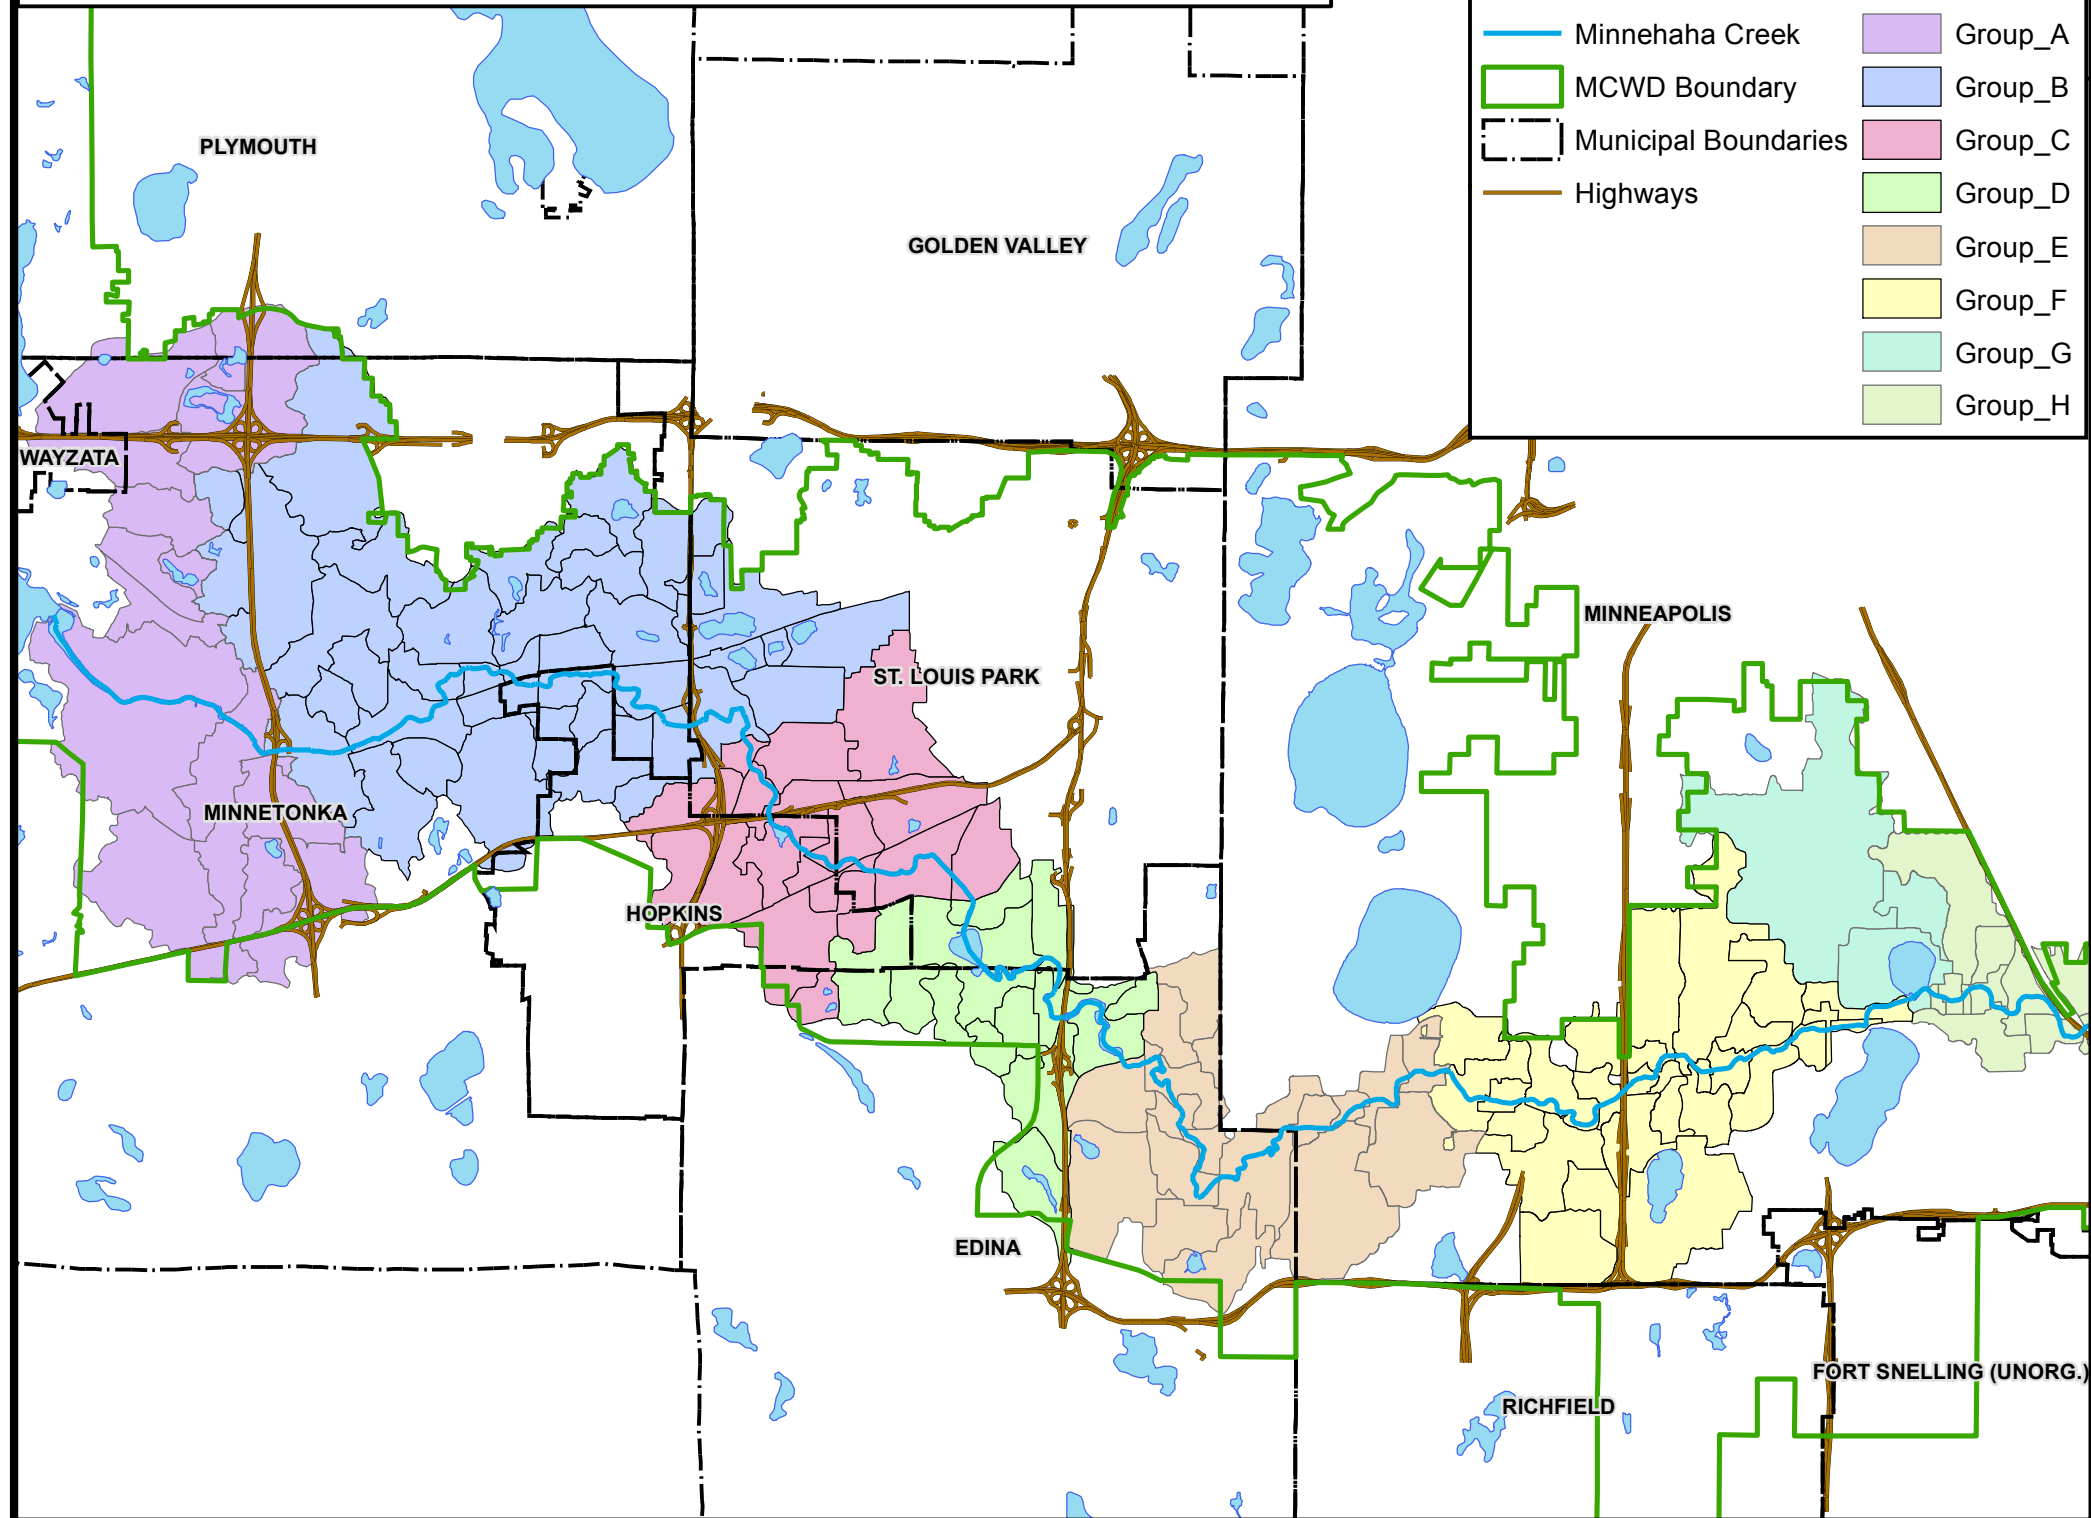 Minnehaha Creek
MCWD Boundary
Municipal Boundaries
Highways
Group_A
Group_B
Group_C
Group_D
Group_E
Group_F
Group_G
Group_H
PLYMOUTH
GOLDEN VALLEY
WAYZATA
MINNEAPOLIS
ST. LOUIS PARK
MINNETONKA
HOPKINS
EDINA
FORT SNELLING (UNORG.)
RICHFIELD